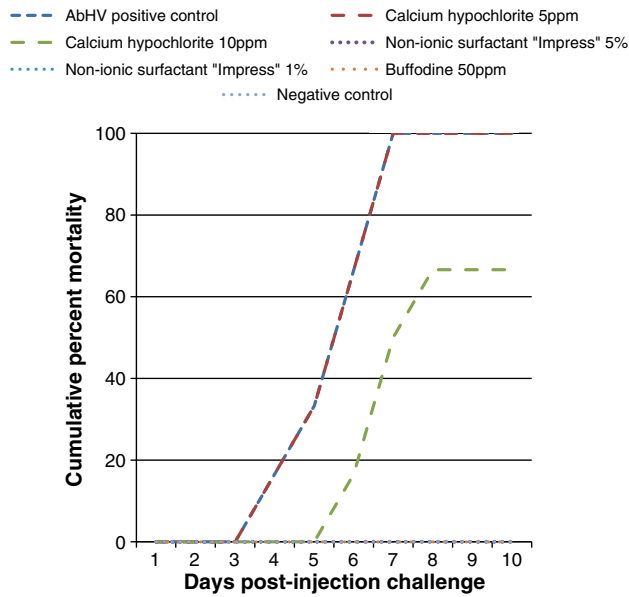 AbHV positive control
Calcium hypochlorite 5ppm
Calcium hypochlorite 10ppm
Non-ionic surfactant "Impress" 5%
Non-ionic surfactant "Impress" 1%
Buffodine 50ppm
Negative control
100
80
60
40
20
0
Cumulative percent mortality
1 2 3 4 5 6 7 8 9 10
Days post-injection challenge